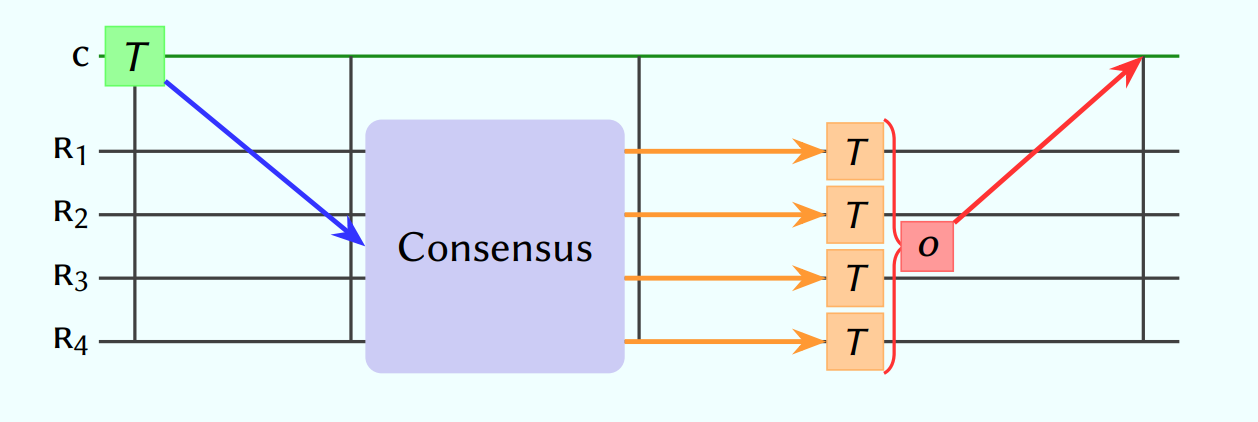 c T
R1 T
R2 T
Consensus o
R3 T
R4 T